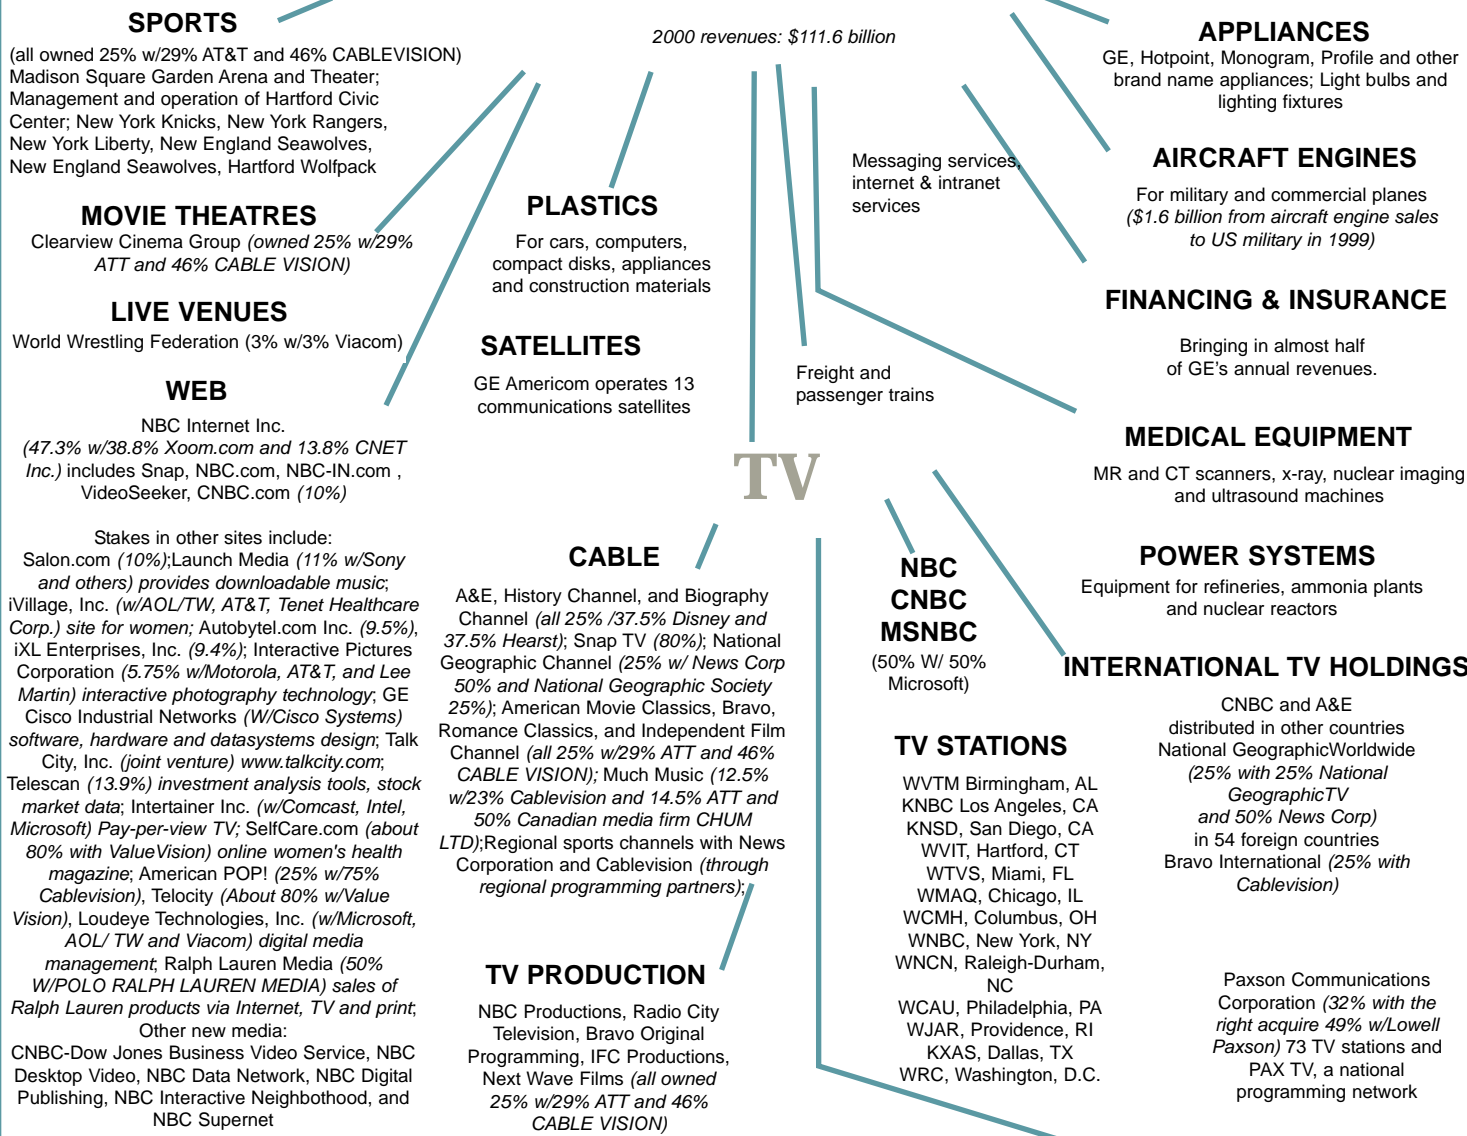 SPORTS
(all owned 25% w/29% AT&T and 46% CABLEVISION)
Madison Square Garden Arena and Theater;
Management and operation of Hartford Civic
Center; New York Knicks, New York Rangers,
New York Liberty, New England Seawolves,
New England Seawolves, Hartford Wolfpack
MOVIE THEATRES
Clearview Cinema Group (owned 25% w/29%
ATT and 46% CABLE VISION)
LIVE VENUES
World Wrestling Federation (3% w/3% Viacom)
WEB
NBC Internet Inc.
(47.3% w/38.8% Xoom.com and 13.8% CNET
Inc.) includes Snap, NBC.com, NBC-IN.com ,
VideoSeeker, CNBC.com (10%)
Stakes in other sites include:
Salon.com (10%);Launch Media (11% w/Sony
and others) provides downloadable music;
iVillage, Inc. (w/AOL/TW, AT&T, Tenet Healthcare
Corp.) site for women; Autobytel.com Inc. (9.5%),
iXL Enterprises, Inc. (9.4%); Interactive Pictures
Corporation (5.75% w/Motorola, AT&T, and Lee
Martin) interactive photography technology; GE
Cisco Industrial Networks (W/Cisco Systems)
software, hardware and datasystems design; Talk
City, Inc. (joint venture) www.talkcity.com;
Telescan (13.9%) investment analysis tools, stock
market data; Intertainer Inc. (w/Comcast, Intel,
Microsoft) Pay-per-view TV; SelfCare.com (about
80% with ValueVision) online women's health
magazine; American POP! (25% w/75%
Cablevision), Telocity (About 80% w/Value
Vision), Loudeye Technologies, Inc. (w/Microsoft,
AOL/ TW and Viacom) digital media
management; Ralph Lauren Media (50%
W/POLO RALPH LAUREN MEDIA) sales of
Ralph Lauren products via Internet, TV and print;
Other new media:
CNBC-Dow Jones Business Video Service, NBC
Desktop Video, NBC Data Network, NBC Digital
Publishing, NBC Interactive Neighborhood, and
NBC Supernet
2000 revenues: $111.6 billion
PLASTICS
For cars, computers,
compact disks, appliances
and construction materials
SATELLITES
GE Americom operates 13
communications satellites
Messaging services,
internet & intranet
services
Freight and
passenger trains
TV
CABLE
A&E, History Channel, and Biography
Channel (all 25% /37.5% Disney and
37.5% Hearst); Snap TV (80%); National
Geographic Channel (25% w/ News Corp
50% and National Geographic Society
25%); American Movie Classics, Bravo,
Romance Classics, and Independent Film
Channel (all 25% w/29% ATT and 46%
CABLE VISION); Much Music (12.5%
w/23% Cablevision and 14.5% ATT and
50% Canadian media firm CHUM
LTD);Regional sports channels with News
Corporation and Cablevision (through
regional programming partners);
TV PRODUCTION
NBC Productions, Radio City
Television, Bravo Original
Programming, IFC Productions,
Next Wave Films (all owned
25% w/29% ATT and 46%
CABLE VISION)
NBC
CNBC
MSNBC
(50% W/ 50%
Microsoft)
TV STATIONS
WVTM Birmingham, AL
KNBC Los Angeles, CA
KNSD, San Diego, CA
WVIT, Hartford, CT
WTVS, Miami, FL
WMAQ, Chicago, IL
WCMH, Columbus, OH
WNBC, New York, NY
WNCN, Raleigh-Durham,
NC
WCAU, Philadelphia, PA
WJAR, Providence, RI
KXAS, Dallas, TX
WRC, Washington, D.C.
APPLIANCES
GE, Hotpoint, Monogram, Profile and other
brand name appliances; Light bulbs and
lighting fixtures
AIRCRAFT ENGINES
For military and commercial planes
($1.6 billion from aircraft engine sales
to US military in 1999)
FINANCING & INSURANCE
Bringing in almost half
of GE's annual revenues.
MEDICAL EQUIPMENT
MR and CT scanners, x-ray, nuclear imaging
and ultrasound machines
POWER SYSTEMS
Equipment for refineries, ammonia plants
and nuclear reactors
INTERNATIONAL TV HOLDINGS
CNBC and A&E
distributed in other countries
National GeographicWorldwide
(25% with 25% National
GeographicTV
and 50% News Corp)
in 54 foreign countries
Bravo International (25% with
Cablevision)
Paxson Communications
Corporation (32% with the
right acquire 49% w/Lowell
Paxson) 73 TV stations and
PAX TV, a national
programming network